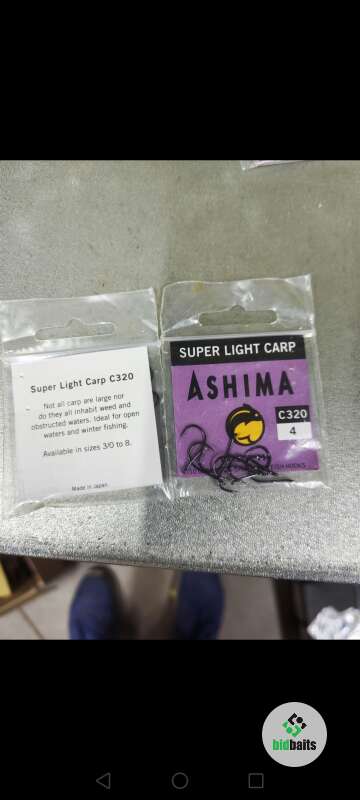 Super Light Carp C320
Not all carp are large nor
do they all inhabit weed and
obstructed waters. Ideal for open
waters and winter fishing.
Available in sizes 3/0 to 8.
Made in Japan
SUPER LIGHT CARP
ASHIMA
C320
4
FISH HOOKS
bidbaits